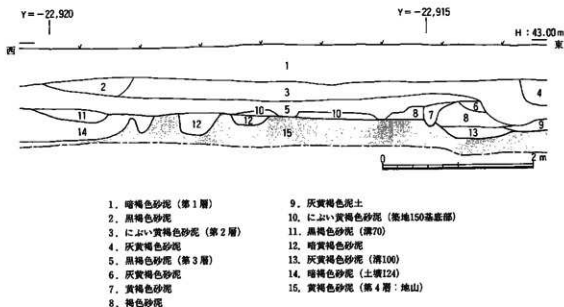 Y=-22,920
Y=-22,915
H：43.00m
西
東
1
2
3
4
5
6
7
8
8
9
10
10
11
12
12
13
14
15
0
2 m
1．暗褐色砂泥（第1層）
2．黒褐色砂泥
3．にぶい黄褐色砂泥（第2層）
4．灰黄褐色砂泥
5．黒褐色砂泥（第3層）
6．灰黄褐色砂泥
7．黄褐色砂泥
8．褐色砂泥
9．灰黄褐色泥土
10．にぶい黄褐色砂泥（築地150基底部）
11．黒褐色砂泥（溝70）
12．暗黄褐色砂泥
13．灰黄褐色砂泥（溝100）
14．暗褐色砂泥（土壙124）
15．黄褐色砂泥（第4層：地山）